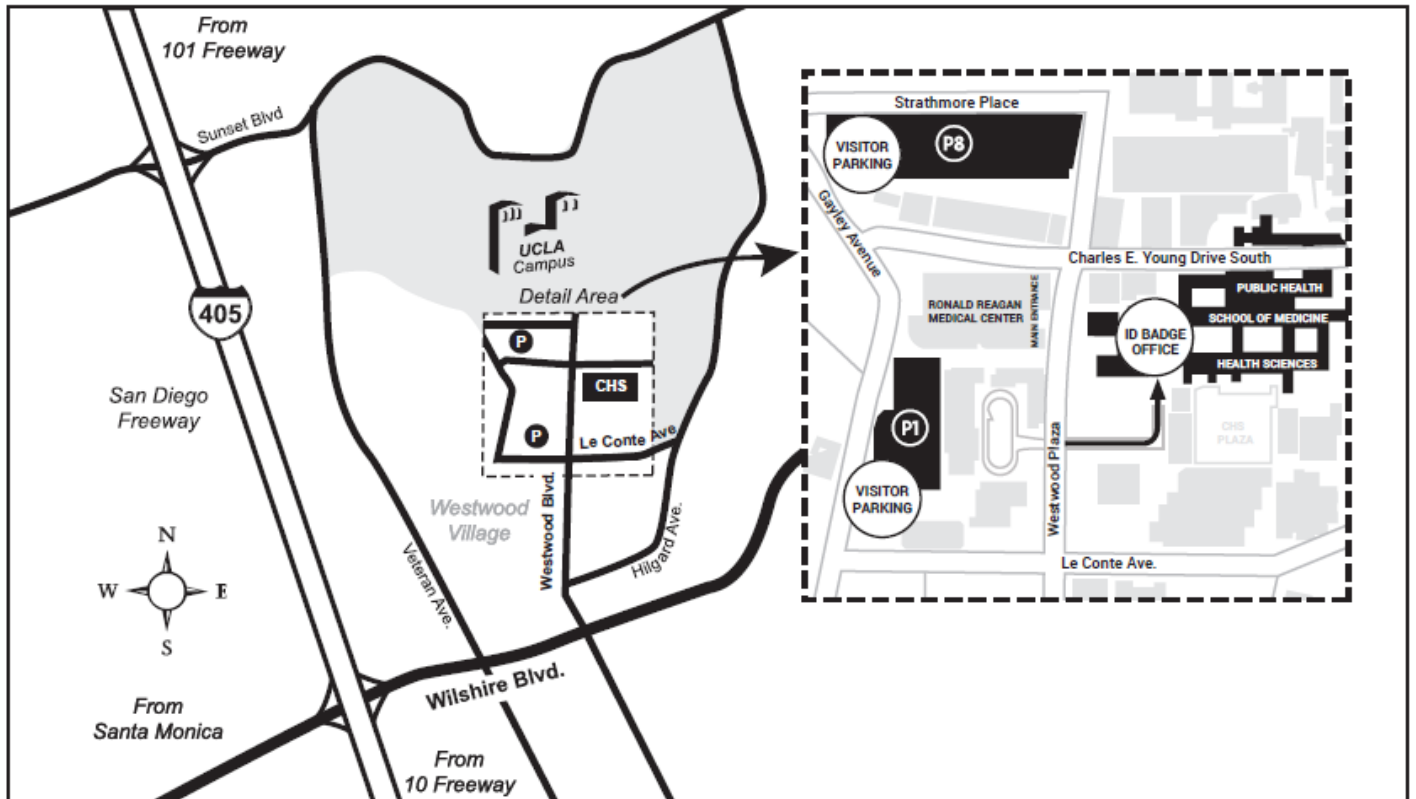 From
101 Freeway
Sunset Blvd
405
San Diego
Freeway
N
W
E
S
From
Santa Monica
From
10 Freeway
Wilshire Blvd.
Veteran Ave.
Westwood
Village
Westwood Blvd.
Hilgard Ave.
UCLA
Campus
Detail Area
P
CHS
P
Le Conte Ave
Strathmore Place
VISITOR
PARKING
P8
Gayley Avenue
Charles E. Young Drive South
RONALD REAGAN
MEDICAL CENTER
MAIN ENTRANCE
PUBLIC HEALTH
SCHOOL OF MEDICINE
HEALTH SCIENCES
ID BADGE
OFFICE
P1
VISITOR
PARKING
CHS
PLAZA
Westwood Plaza
Le Conte Ave.